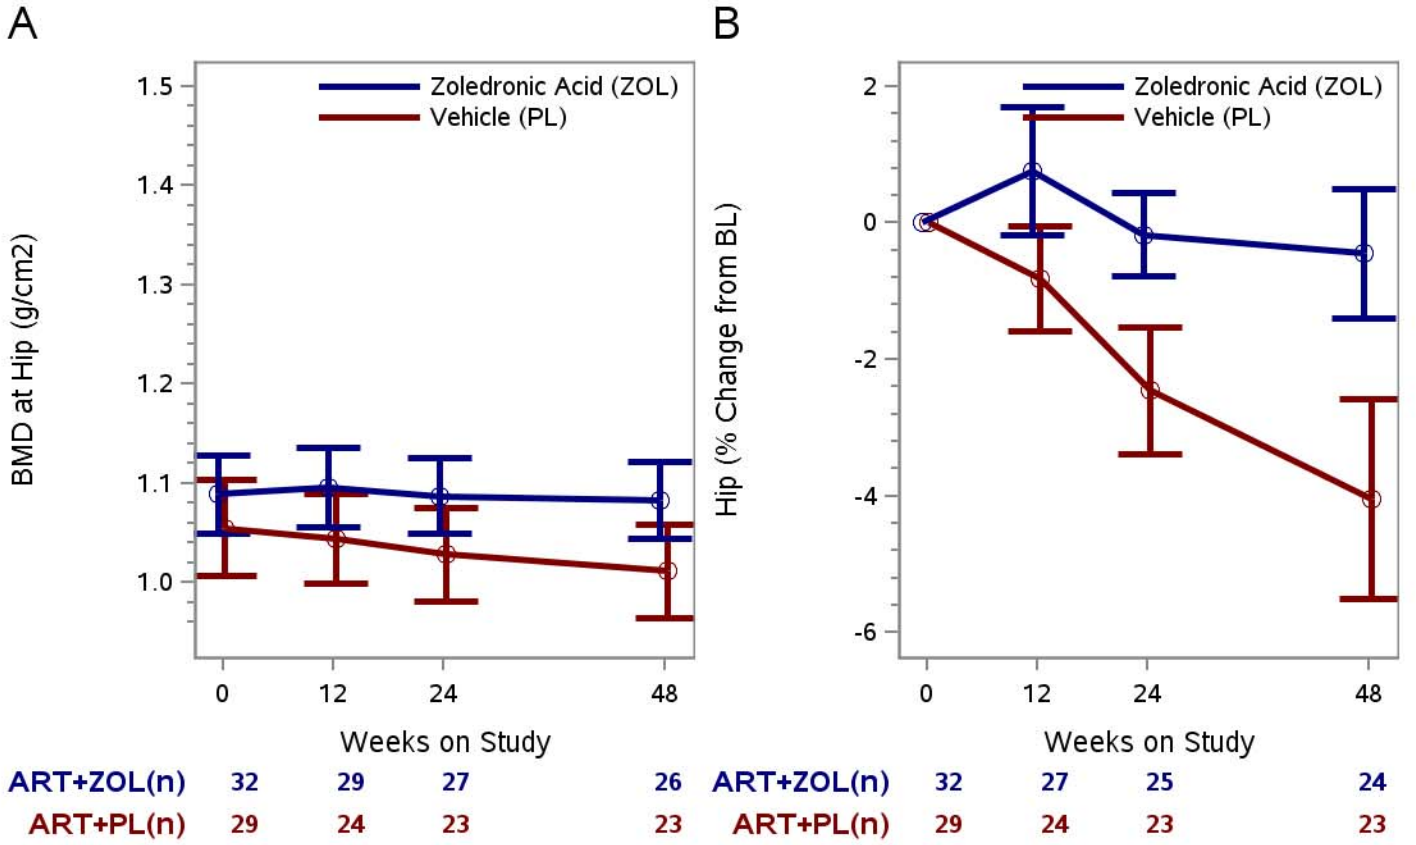 A
BMD at Hip (g/cm2)
1.5
1.4
1.3
1.2
1.1
1.0
Zoledronic Acid (ZOL)
Vehicle (PL)
0 12 24 48
Weeks on Study
ART+ZOL(n) 32 29 27 26
ART+PL(n) 29 24 23 23
B
Hip (% Change from BL)
2
0
-2
-4
-6
Zoledronic Acid (ZOL)
Vehicle (PL)
0 12 24 48
Weeks on Study
ART+ZOL(n) 32 27 25 24
ART+PL(n) 29 24 23 23